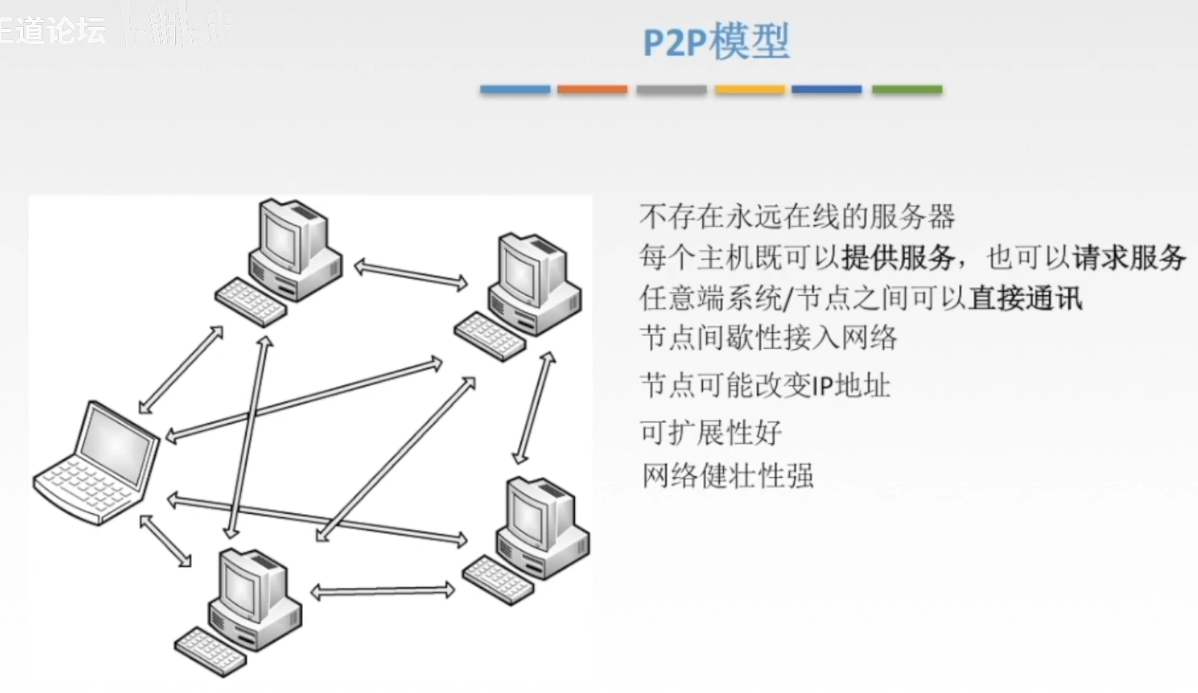 王道论坛
P2P模型
不存在永远在线的服务器
每个主机既可以提供服务，也可以请求服务
任意端系统/节点之间可以直接通讯
节点间歇性接入网络
节点可能改变IP地址
可扩展性好
网络健壮性强